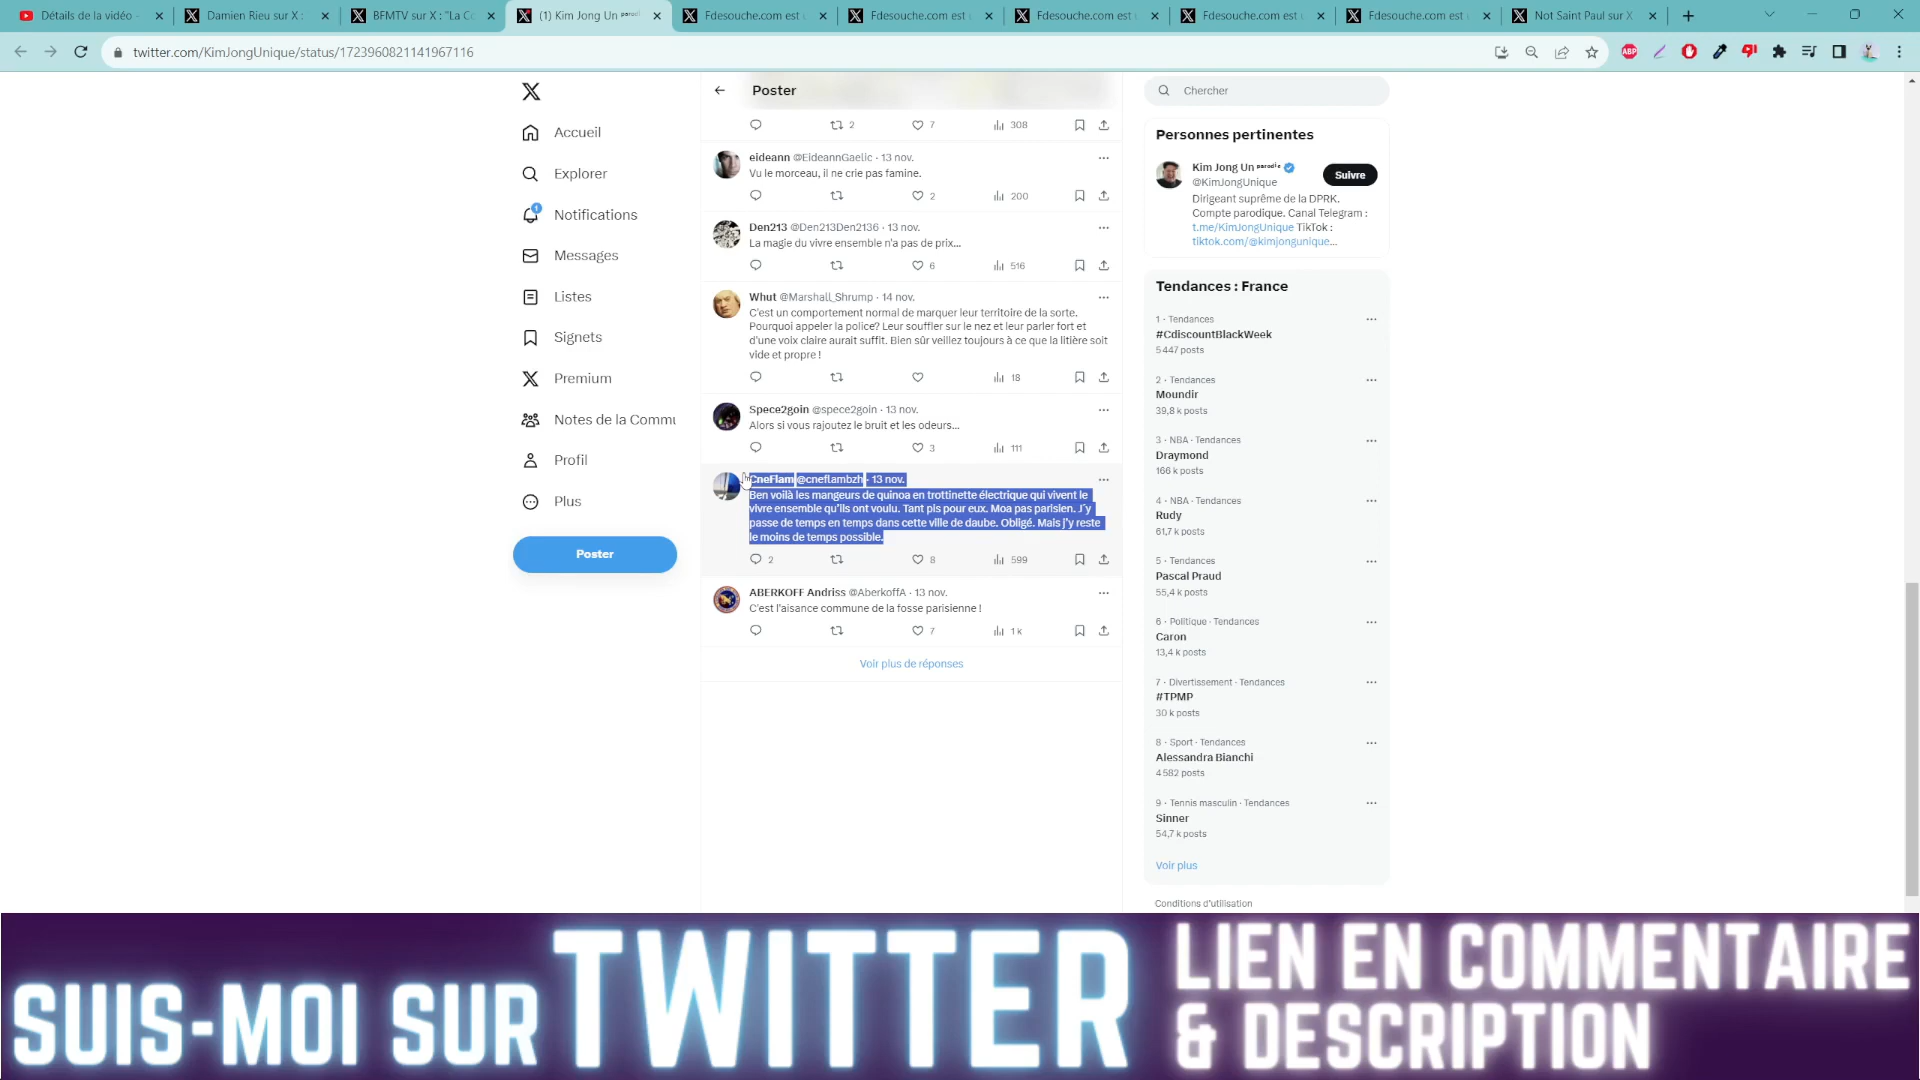 Détails de la vidéo -
Damien Rieu sur X :
BFMTV sur X : "La Co
(1) Kim Jong Un ᵖᵃʳᵒᵈⁱᵉ
Fdesouche.com est u
Fdesouche.com est u
Fdesouche.com est u
Fdesouche.com est u
Fdesouche.com est u
Not Saint Paul sur X
twitter.com/KimJongUnique/status/1723960821141967116
ABP
Accueil
Explorer
1
Notifications
Messages
Listes
Signets
Premium
Notes de la Commu
Profil
Plus
Poster
Poster
2 7 308
eideann @EideannGaelic · 13 nov.
Vu le morceau, il ne crie pas famine.
2 200
Den213 @Den213Den2136 · 13 nov.
La magie du vivre ensemble n'a pas de prix...
6 516
Whut @Marshall_Shrump · 14 nov.
C'est un comportement normal de marquer leur territoire de la sorte.
Pourquoi appeler la police? Leur souffler sur le nez et leur parler fort et
d'une voix claire aurait suffit. Bien sûr veillez toujours à ce que la litière soit
vide et propre !
18
Spece2goin @spece2goin · 13 nov.
Alors si vous rajoutez le bruit et les odeurs...
3 111
CneFlam @cneflambzh · 13 nov.
Ben voilà les mangeurs de quinoa en trottinette électrique qui vivent le
vivre ensemble qu'ils ont voulu. Tant pis pour eux. Moa pas parisien. J'y
passe de temps en temps dans cette ville de daube. Obligé. Mais j'y reste
le moins de temps possible.
2 8 599
ABERKOFF Andriss @AberkoffA · 13 nov.
C'est l'aisance commune de la fosse parisienne !
7 1 k
Voir plus de réponses
Chercher
Personnes pertinentes
Kim Jong Un ᵖᵃʳᵒᵈⁱᵉ
@KimJongUnique
Suivre
Dirigeant suprême de la DPRK.
Compte parodique. Canal Telegram :
t.me/KimJongUnique TikTok :
tiktok.com/@kimjongunique...
Tendances : France
1 · Tendances
#CdiscountBlackWeek
5 447 posts
2 · Tendances
Moundir
39,8 k posts
3 · NBA · Tendances
Draymond
166 k posts
4 · NBA · Tendances
Rudy
61,7 k posts
5 · Tendances
Pascal Praud
55,4 k posts
6 · Politique · Tendances
Caron
13,4 k posts
7 · Divertissement · Tendances
#TPMP
30 k posts
8 · Sport · Tendances
Alessandra Bianchi
4 582 posts
9 · Tennis masculin · Tendances
Sinner
54,7 k posts
Voir plus
Conditions d'utilisation
SUIS-MOI SUR TWITTER
LIEN EN COMMENTAIRE
& DESCRIPTION